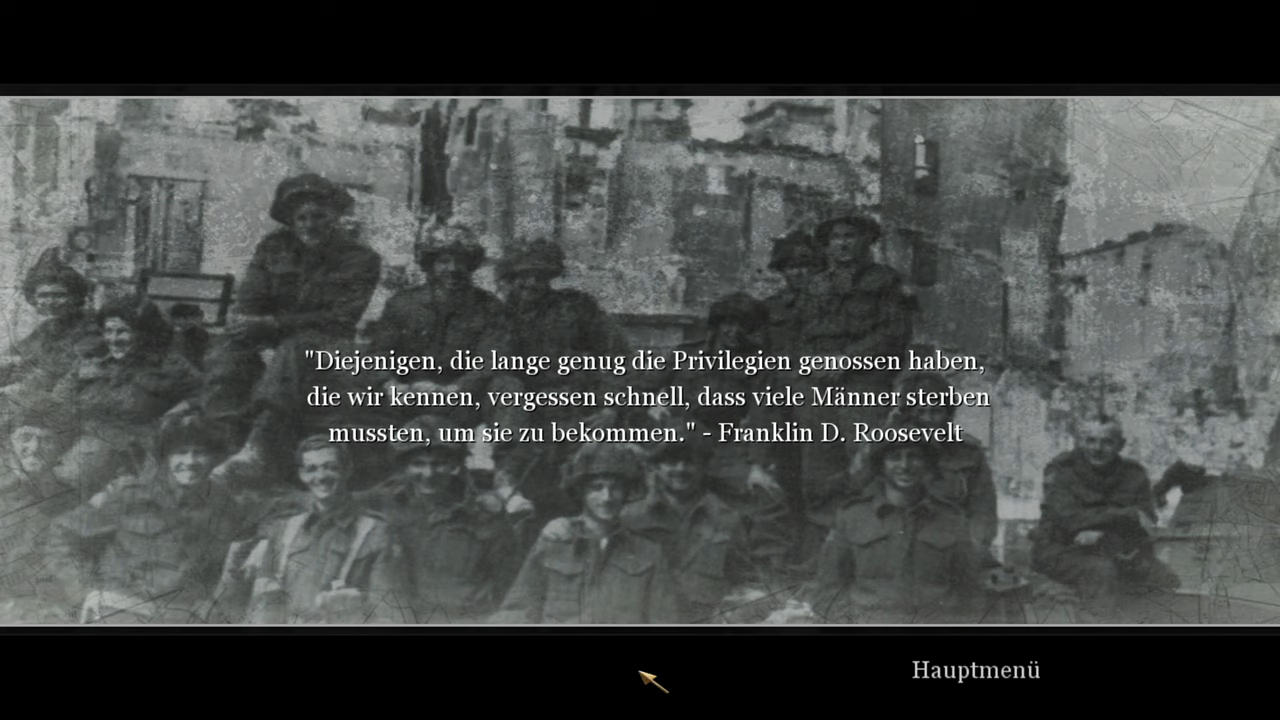 "Diejenigen, die lange genug die Privilegien genossen haben,
die wir kennen, vergessen schnell, dass viele Männer sterben
mussten, um sie zu bekommen." - Franklin D. Roosevelt
Hauptmenü